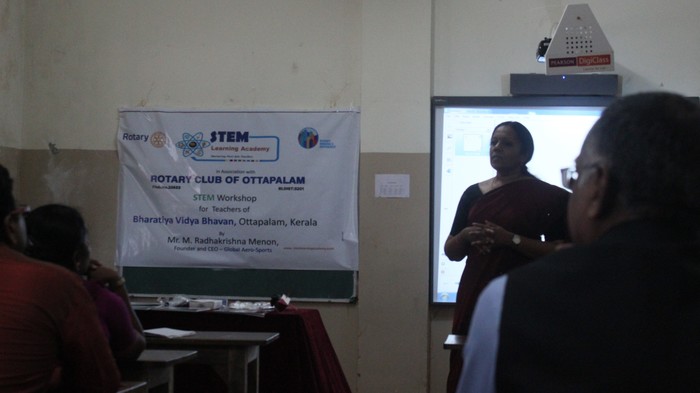 Rotary
STEM
Learning Academy
In Association with
ROTARY CLUB OF OTTAPALAM
STEM Workshop
for Teachers of
Bharatiya Vidya Bhavan, Ottapalam, Kerala
By
Mr. M. Radhakrishna Menon,
Founder and CEO - Global Aero-Sports
PEARSON DigiClass